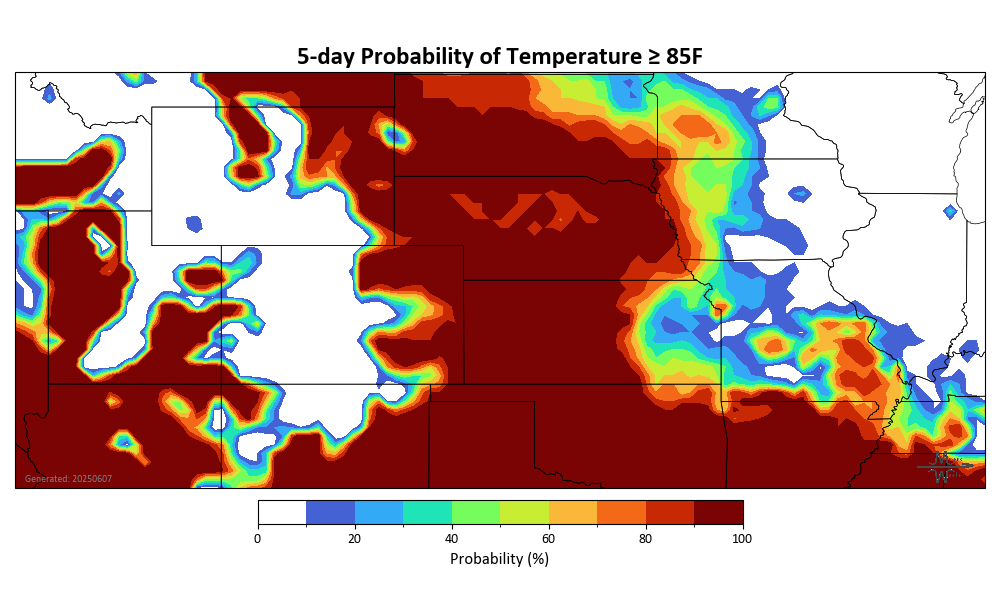 5-day Probability of Temperature ≥ 85F
Generated: 20250607
0 20 40 60 80 100
Probability (%)